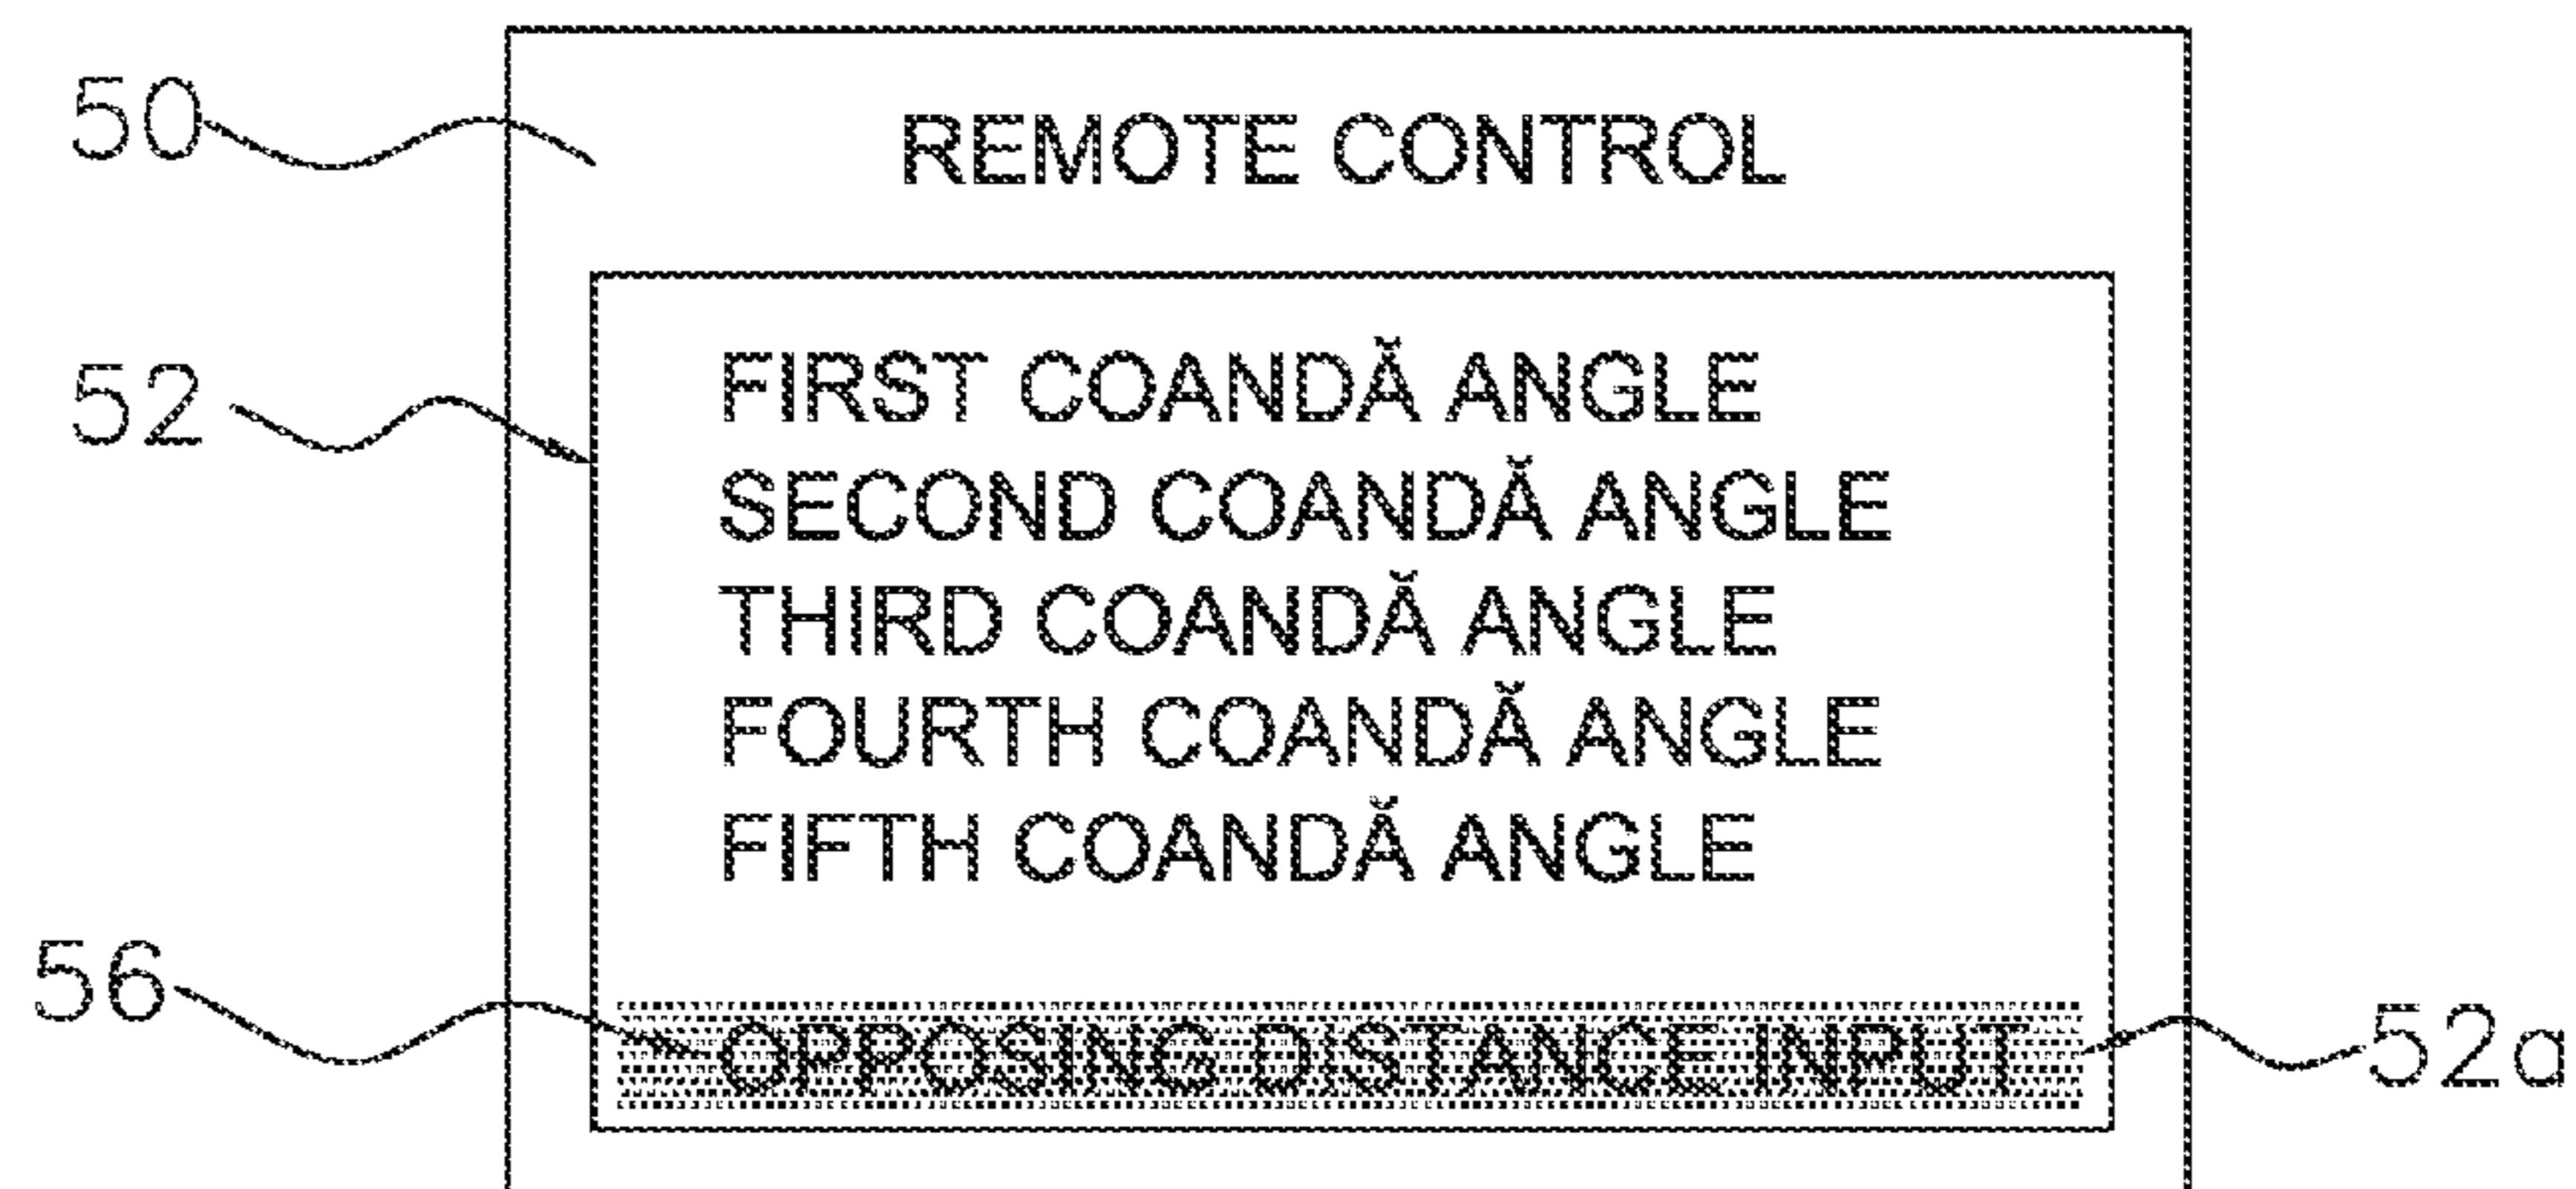 50
REMOTE CONTROL
52
FIRST COANDĂ ANGLE
SECOND COANDĂ ANGLE
THIRD COANDĂ ANGLE
FOURTH COANDĂ ANGLE
FIFTH COANDĂ ANGLE
56
OPPOSING DISTANCE INPUT
52a